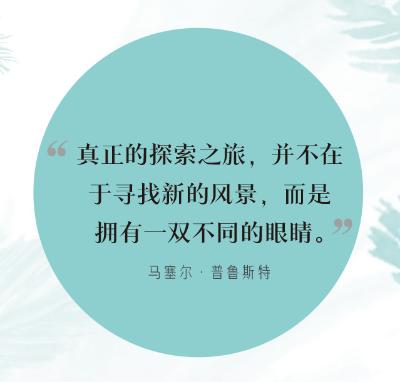 “ 真正的探索之旅，并不在
于寻找新的风景，而是
拥有一双不同的眼睛。”
马塞尔·普鲁斯特